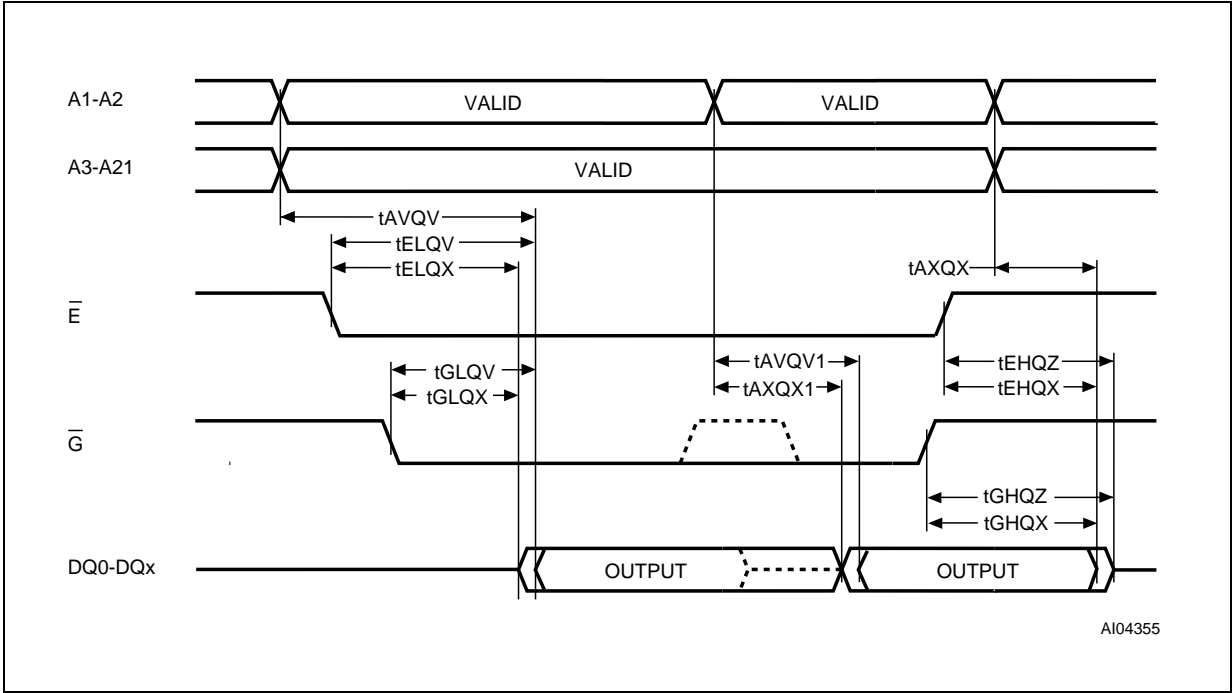 A1-A2
VALID
VALID
A3-A21
VALID
tAVQV
tELQV
tELQX
tAXQX
E
tAVQV1
tEHQZ
tGLQV
tAXQX1
tEHQX
tGLQX
G
tGHQZ
tGHQX
DQ0-DQx
OUTPUT
OUTPUT
AI04355